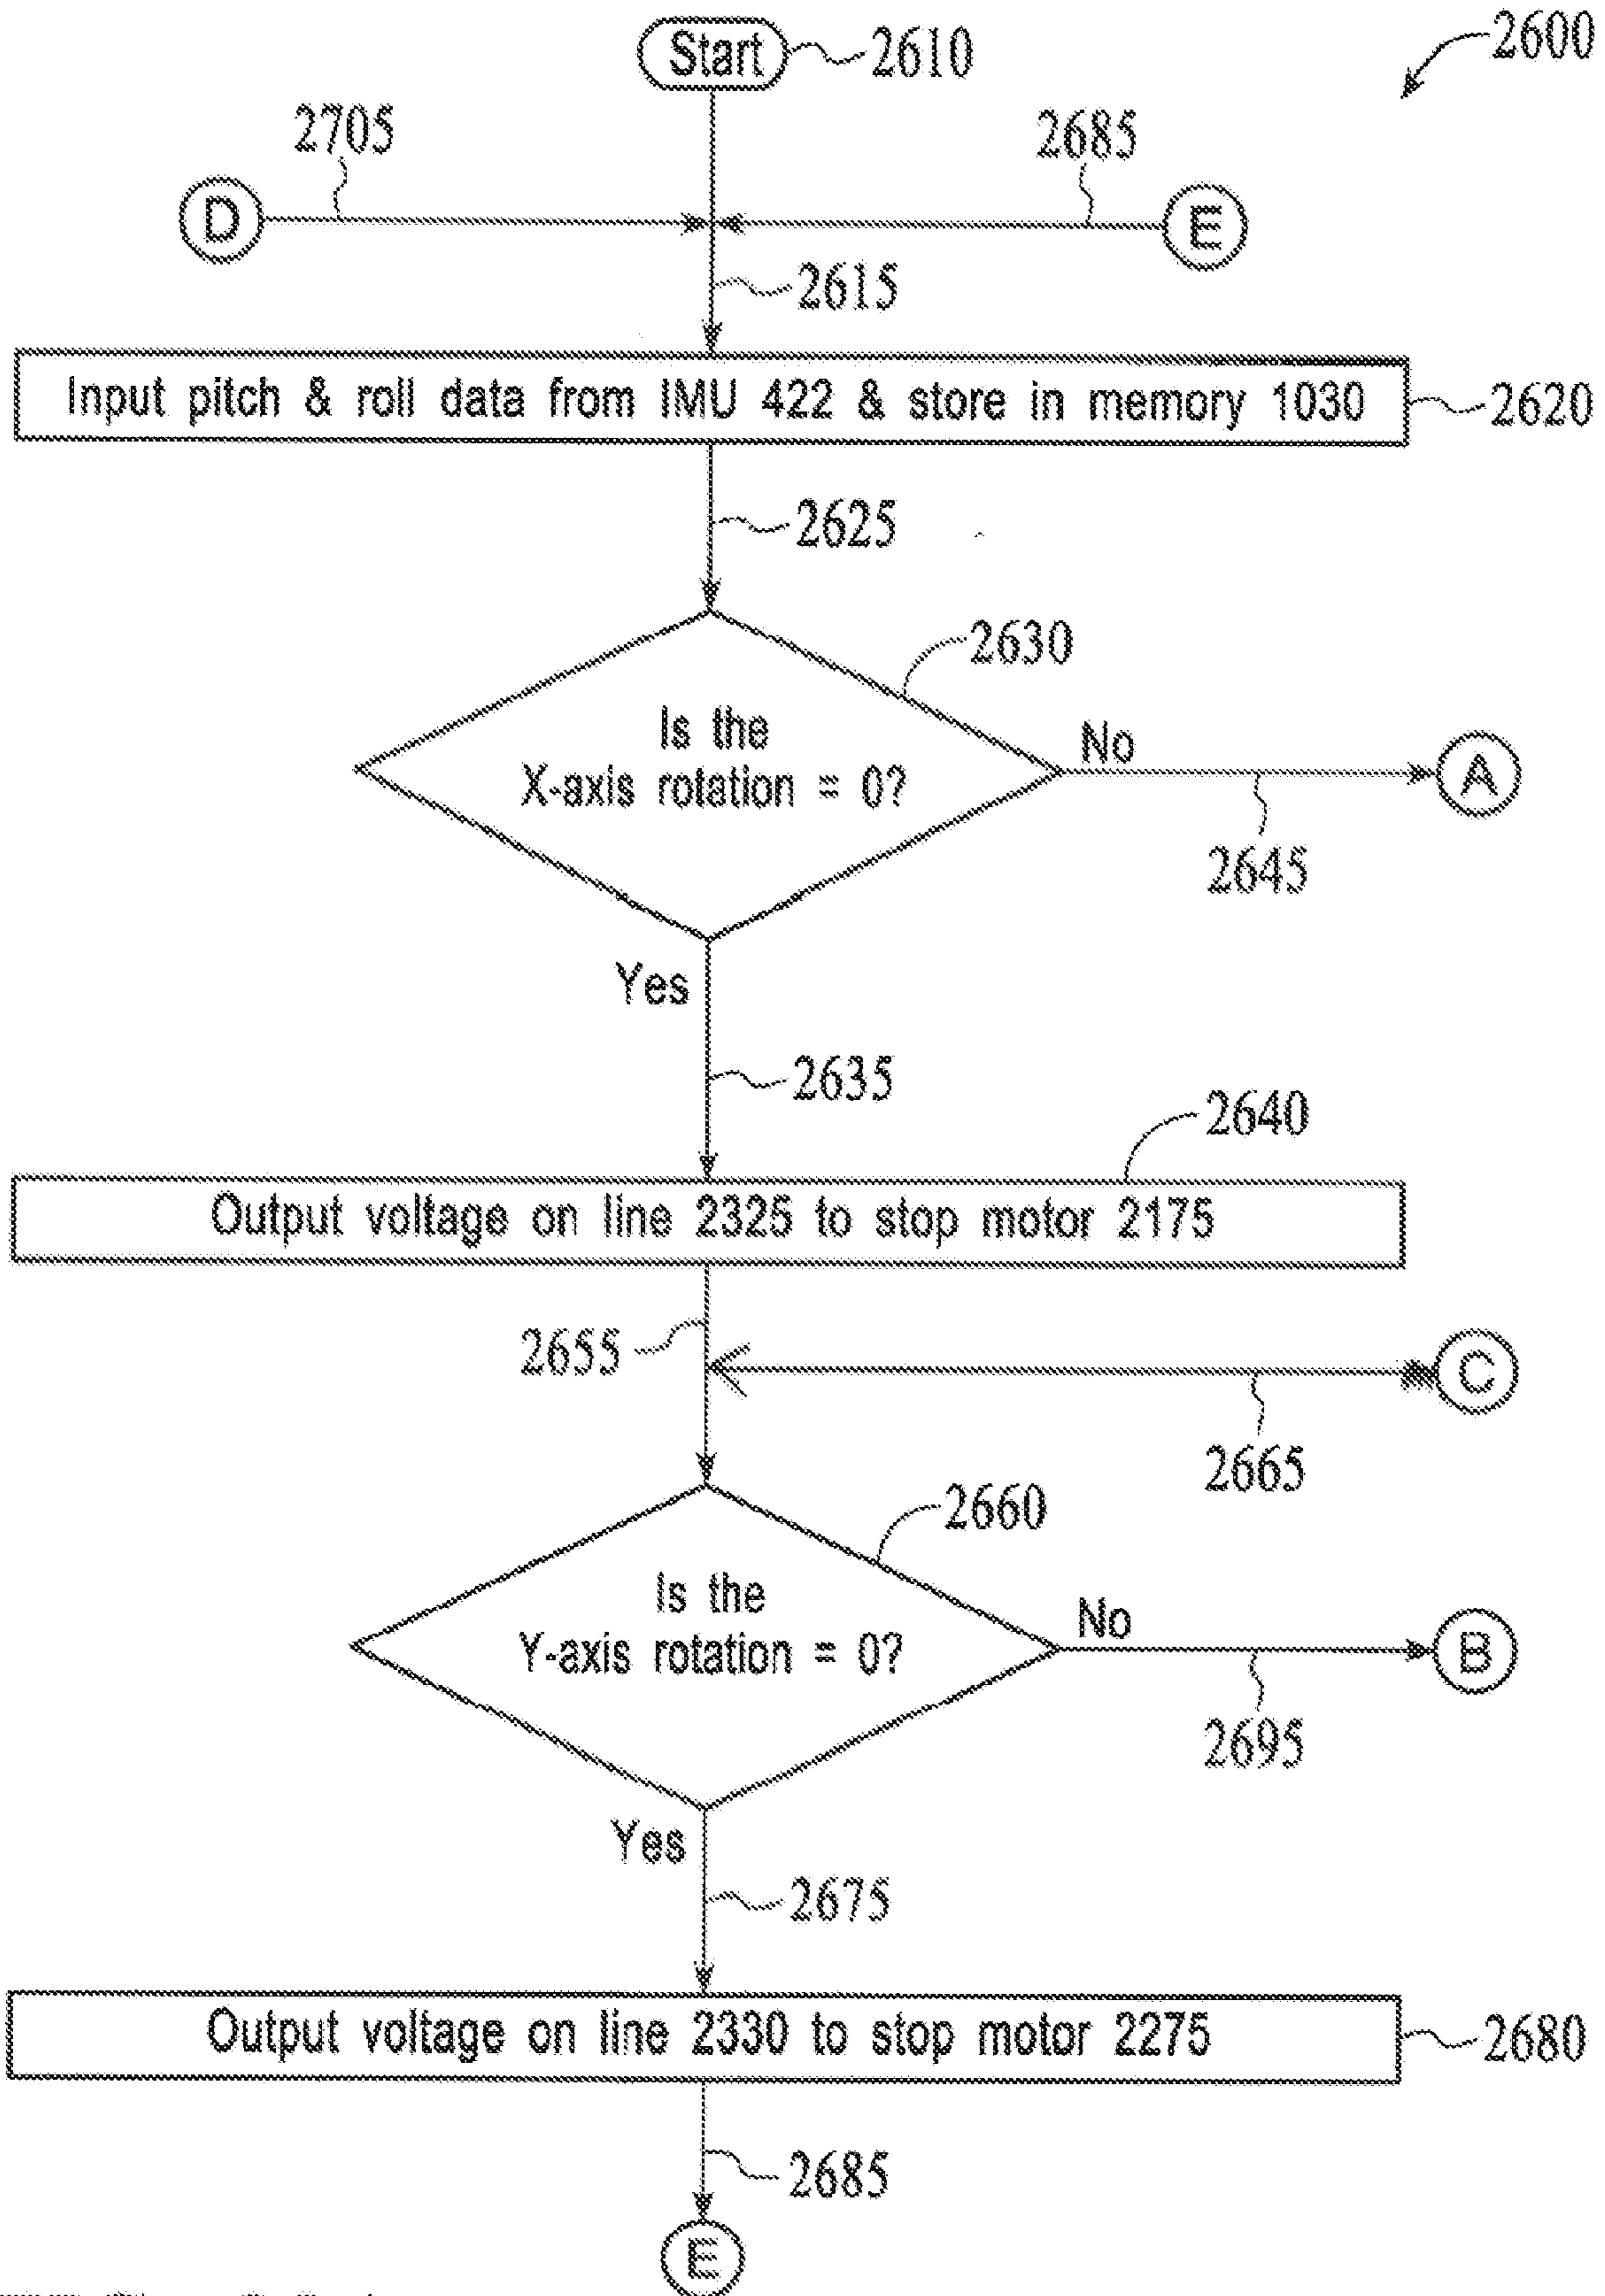 Start
2610
2600
2705
2685
D
E
2615
Input pitch & roll data from IMU 422 & store in memory 1030
2620
2625
2630
Is the
X-axis rotation = 0?
No
A
2645
Yes
2635
2640
Output voltage on line 2325 to stop motor 2175
2655
C
2665
2660
Is the
Y-axis rotation = 0?
No
B
2695
Yes
2675
Output voltage on line 2330 to stop motor 2275
2680
2685
E